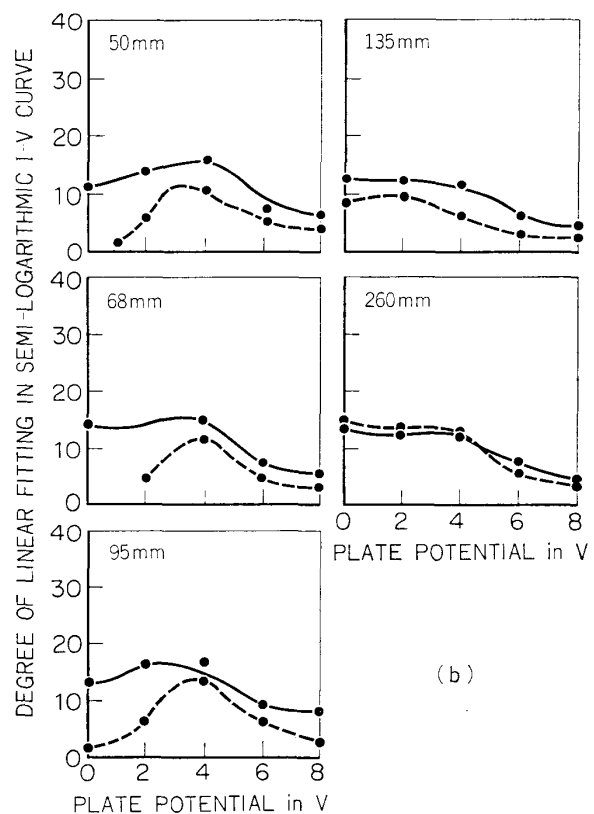 DEGREE OF LINEAR FITTING IN SEMI-LOGARITHMIC I-V CURVE
40
30
20
10
0
50mm
135mm
40
30
20
10
0
68mm
260mm
0 2 4 6 8
PLATE POTENTIAL in V
40
30
20
10
0
95mm
0 2 4 6 8
PLATE POTENTIAL in V
(b)